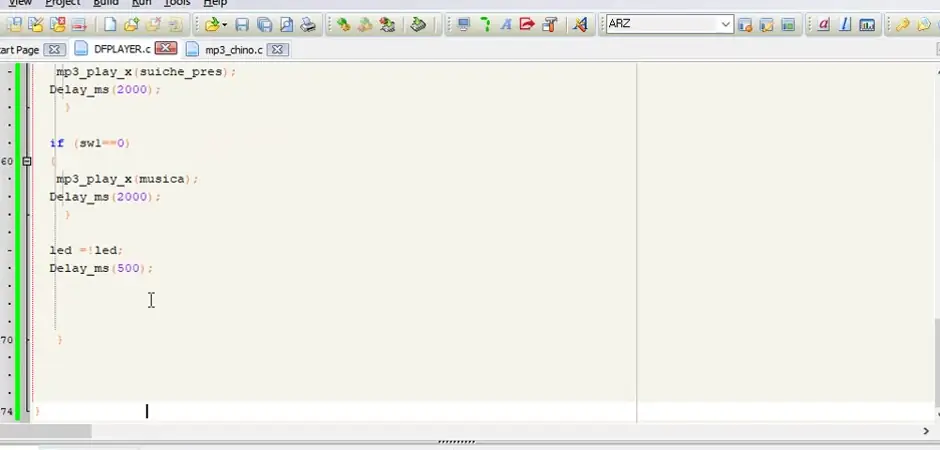 View Project Build Run Tools Help
ARZ
art Page DFPLAYER.c mp3_chino.c
mp3_play_x(suiche_pres);
Delay_ms(2000);
}
if (sw1==0)
60 {
mp3_play_x(musica);
Delay_ms(2000);
}
led =!led;
Delay_ms(500);
70 }
74 }